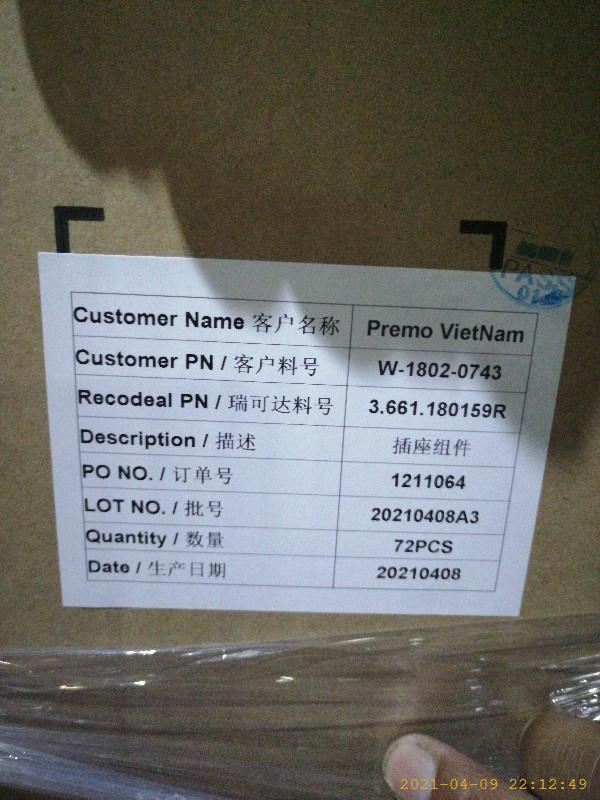 PASS
Customer Name 客户名称 Premo VietNam
Customer PN / 客户料号 W-1802-0743
Recodeal PN / 瑞可达料号 3.661.180159R
Description / 描述 插座组件
PO NO. / 订单号 1211064
LOT NO. / 批号 20210408A3
Quantity / 数量 72PCS
Date / 生产日期 20210408
2021-04-09 22:12:49